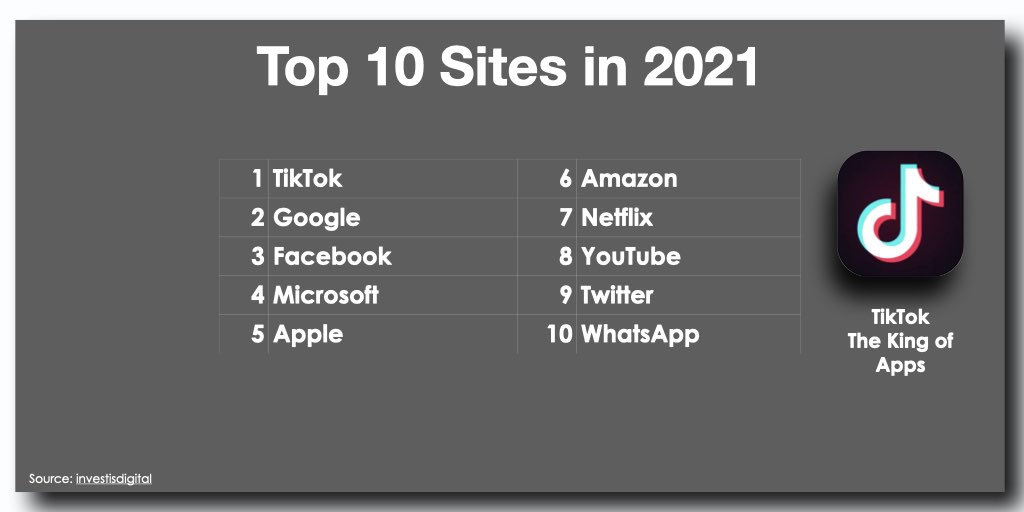 Top 10 Sites in 2021
1 TikTok
2 Google
3 Facebook
4 Microsoft
5 Apple
6 Amazon
7 Netflix
8 YouTube
9 Twitter
10 WhatsApp
TikTok
The King of
Apps
Source: investisdigital